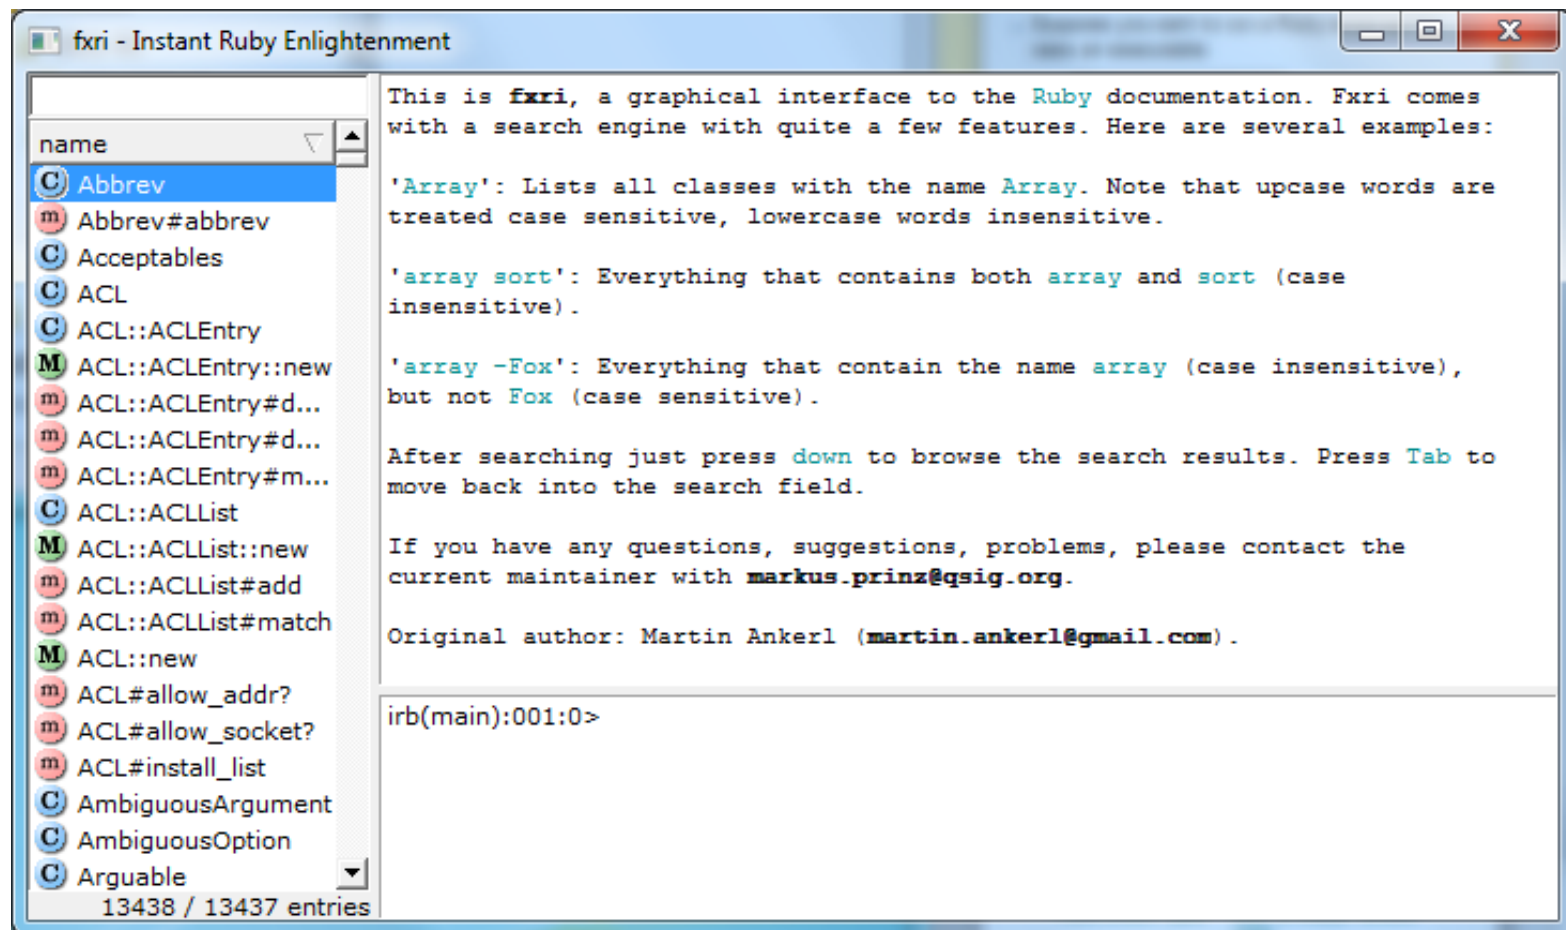 fxri - Instant Ruby Enlightenment
name
C Abbrev
m Abbrev#abbrev
C Acceptables
C ACL
C ACL::ACLEntry
M ACL::ACLEntry::new
m ACL::ACLEntry#d...
m ACL::ACLEntry#d...
m ACL::ACLEntry#m...
C ACL::ACLList
M ACL::ACLList::new
m ACL::ACLList#add
m ACL::ACLList#match
M ACL::new
m ACL#allow_addr?
m ACL#allow_socket?
m ACL#install_list
C AmbiguousArgument
C AmbiguousOption
C Arguable
13438 / 13437 entries
This is fxri, a graphical interface to the Ruby documentation. Fxri comes
with a search engine with quite a few features. Here are several examples:
'Array': Lists all classes with the name Array. Note that upcase words are
treated case sensitive, lowercase words insensitive.
'array sort': Everything that contains both array and sort (case
insensitive).
'array -Fox': Everything that contain the name array (case insensitive),
but not Fox (case sensitive).
After searching just press down to browse the search results. Press Tab to
move back into the search field.
If you have any questions, suggestions, problems, please contact the
current maintainer with markus.prinz@qsig.org.
Original author: Martin Ankerl (martin.ankerl@gmail.com).
irb(main):001:0>